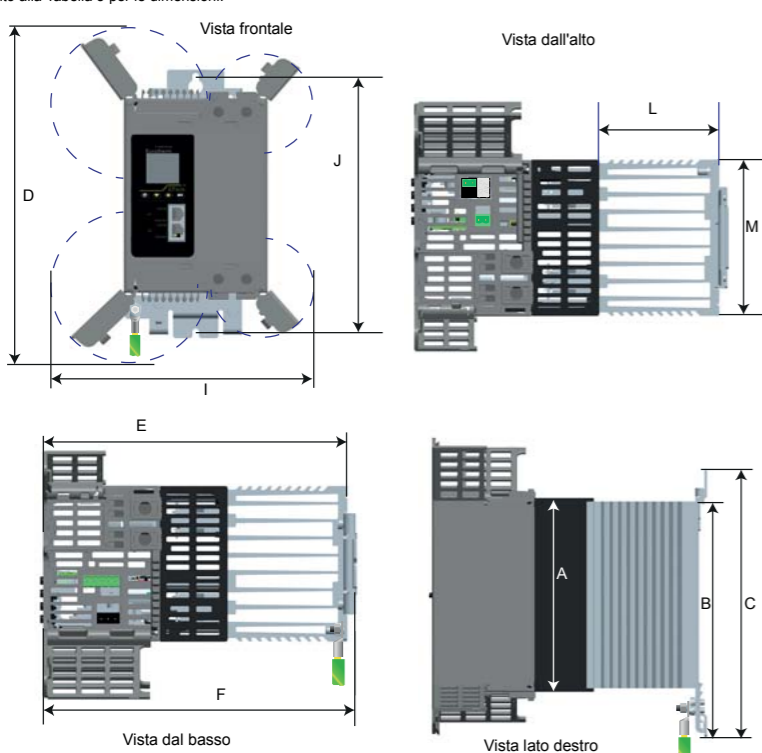 Vista frontale
Vista dall'alto
L
J
D
M
I
E
A
B
C
F
Vista dal basso
Vista lato destro